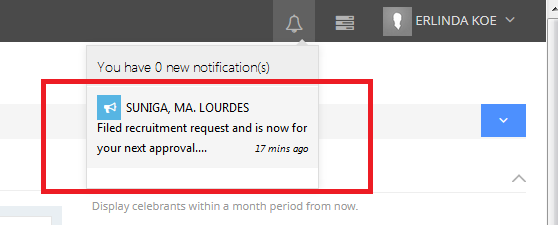 ERLINDA KOE
You have 0 new notification(s)
SUNIGA, MA. LOURDES
Filed recruitment request and is now for
your next approval.... 17 mins ago
Display celebrants within a month period from now.